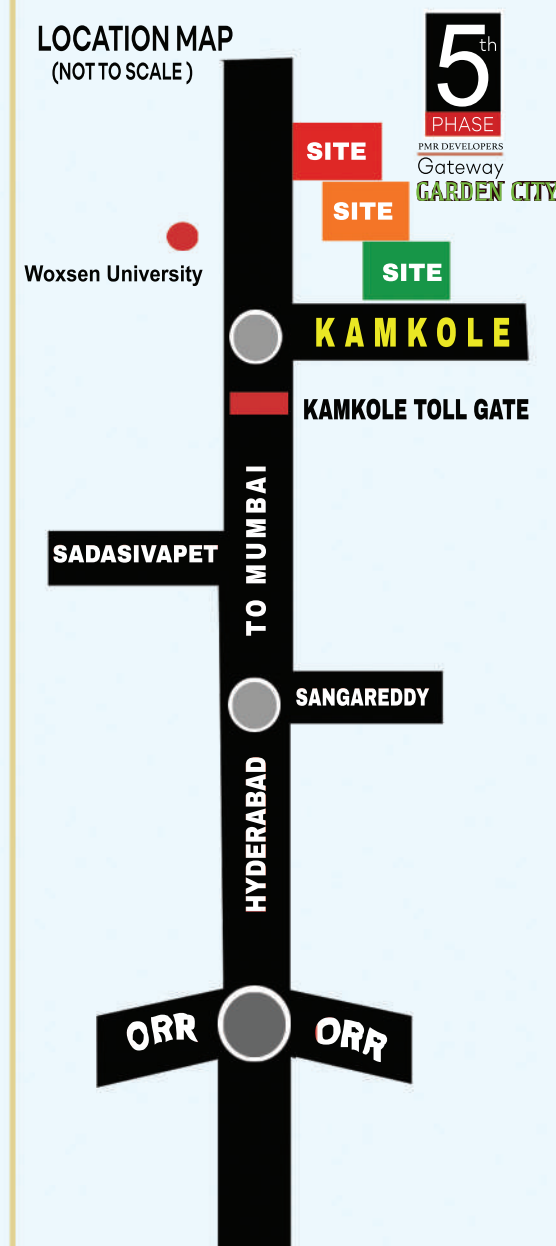 LOCATION MAP
(NOT TO SCALE )
5th
PHASE
PMR DEVELOPERS
Gateway
GARDEN CITY
SITE
SITE
SITE
Woxsen University
KAMKOLE
KAMKOLE TOLL GATE
TO MUMBAI
SADASIVAPET
SANGAREDDY
HYDERABAD
ORR
ORR